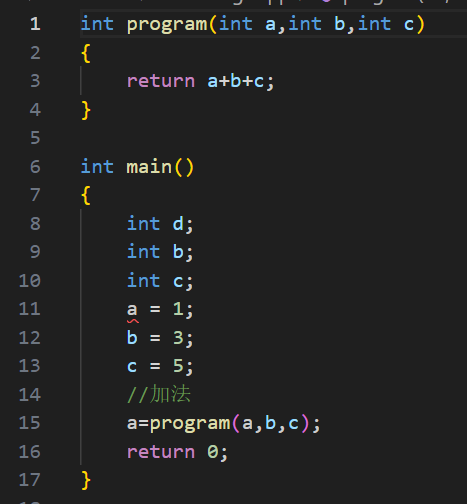 1 int program(int a,int b,int c)
2 {
3 return a+b+c;
4 }
5
6 int main()
7 {
8 int d;
9 int b;
10 int c;
11 a = 1;
12 b = 3;
13 c = 5;
14 //加法
15 a=program(a,b,c);
16 return 0;
17 }